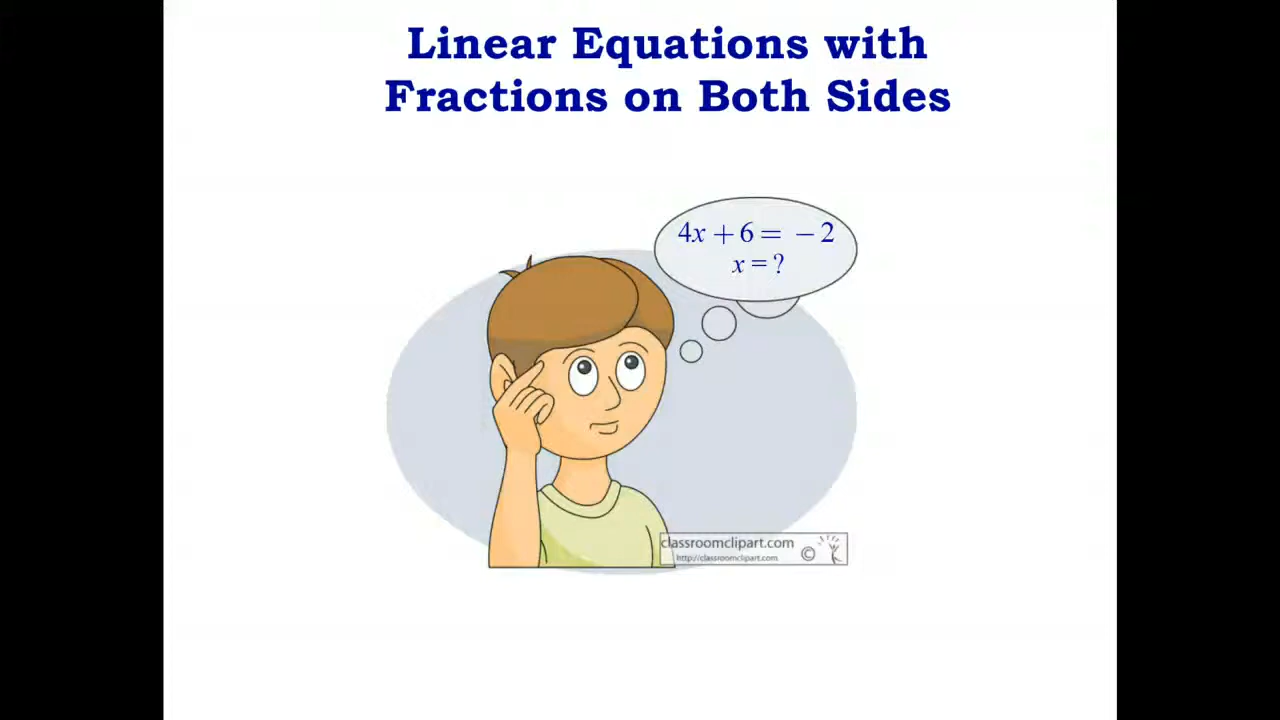 Linear Equations with
Fractions on Both Sides
4x + 6 = − 2
x = ?
classroomclipart.com
http://classroomclipart.com ©